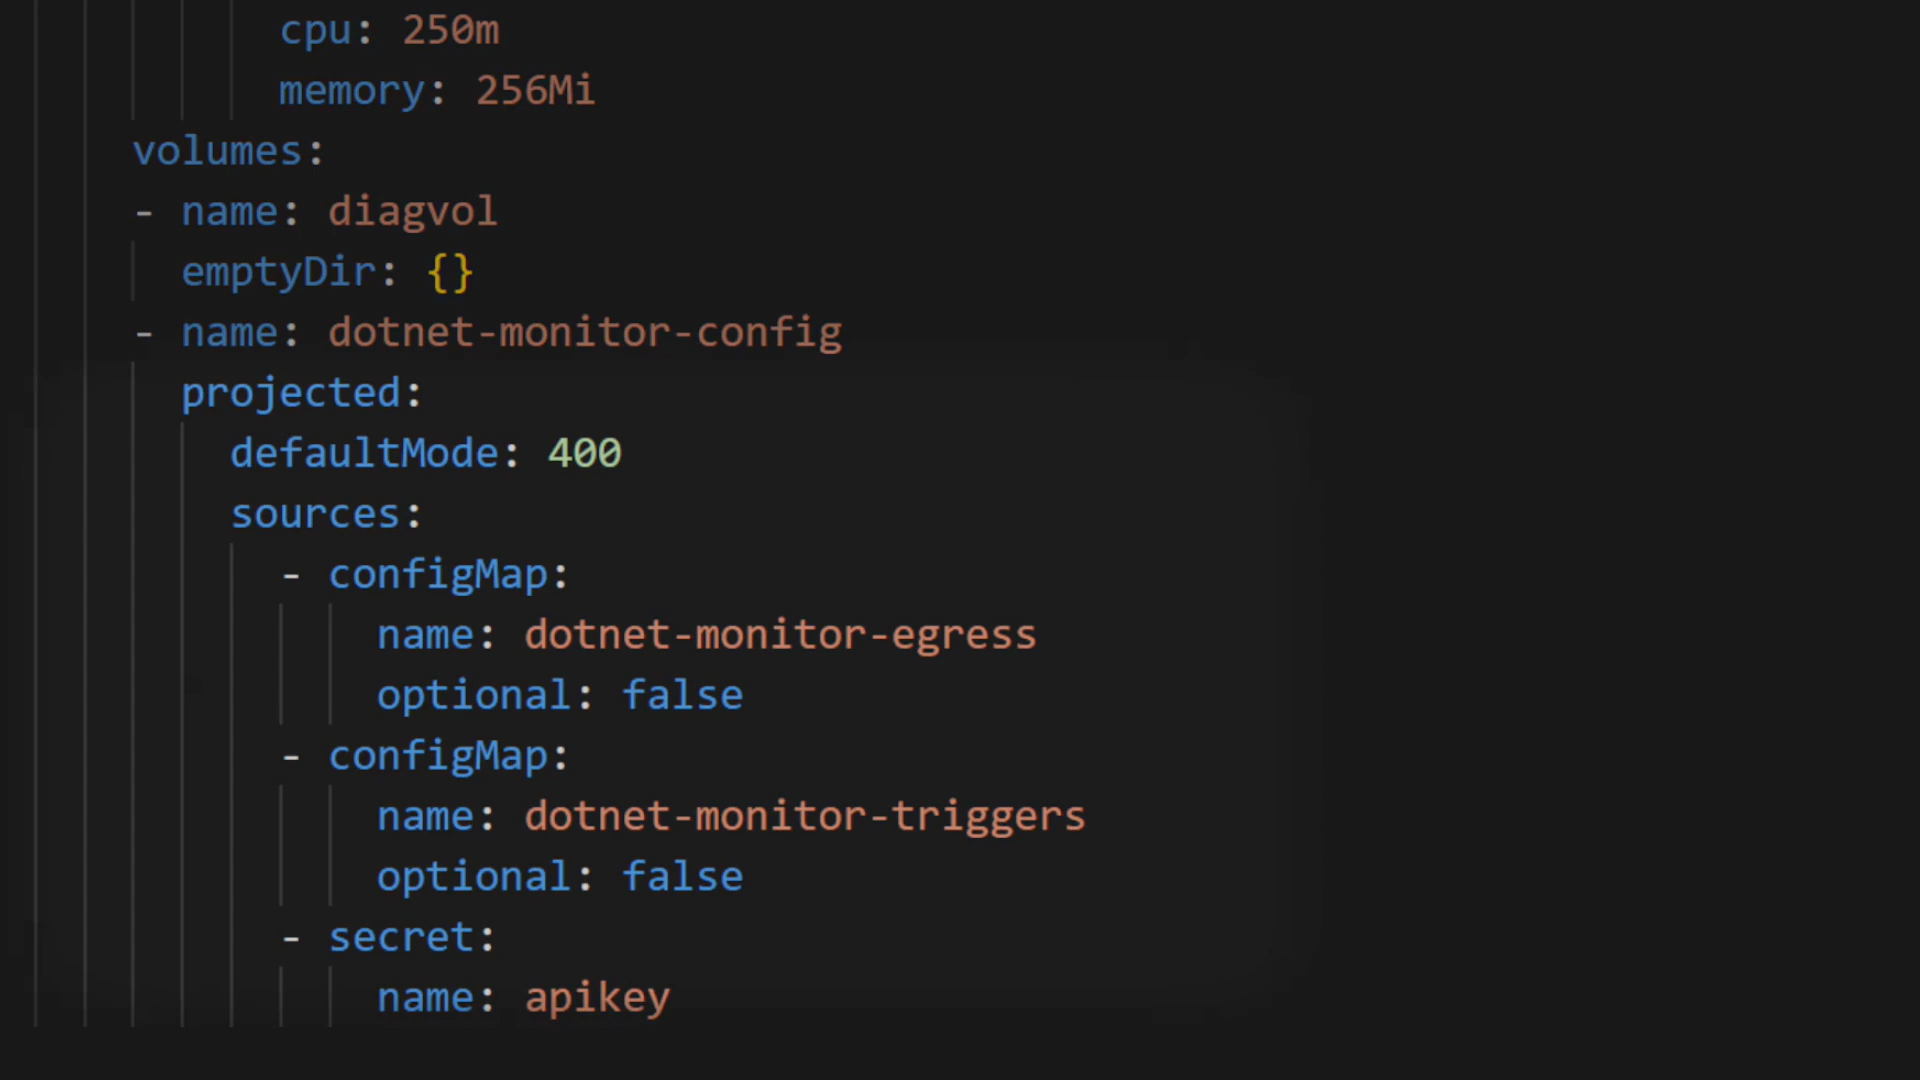 cpu: 250m
memory: 256Mi
volumes:
- name: diagvol
emptyDir: {}
- name: dotnet-monitor-config
projected:
defaultMode: 400
sources:
- configMap:
name: dotnet-monitor-egress
optional: false
- configMap:
name: dotnet-monitor-triggers
optional: false
- secret:
name: apikey